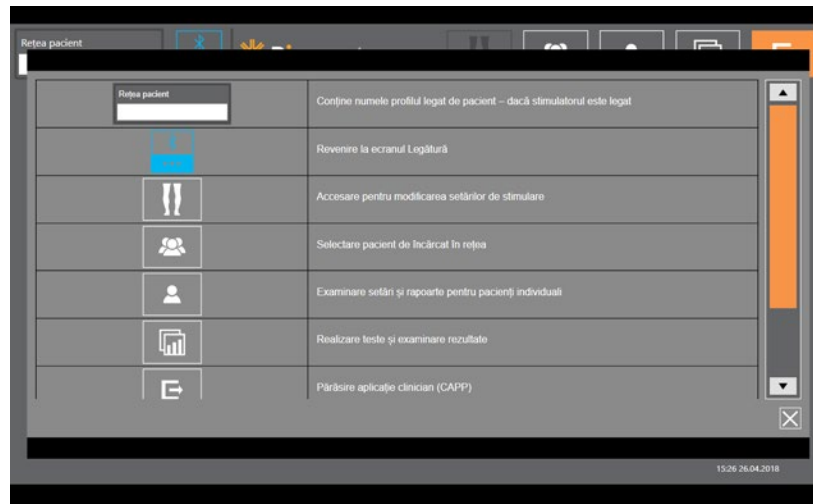 Rețea pacient
Rețea pacient
Conține numele profilul legat de pacient – dacă stimulatorul este legat
Revenire la ecranul Legătură
Accesare pentru modificarea setărilor de stimulare
Selectare pacient de încărcat în rețea
Examinare setări și rapoarte pentru pacienți individuali
Realizare teste și examinare rezultate
Părăsire aplicație clinician (CAPP)
15:26 26.04.2018